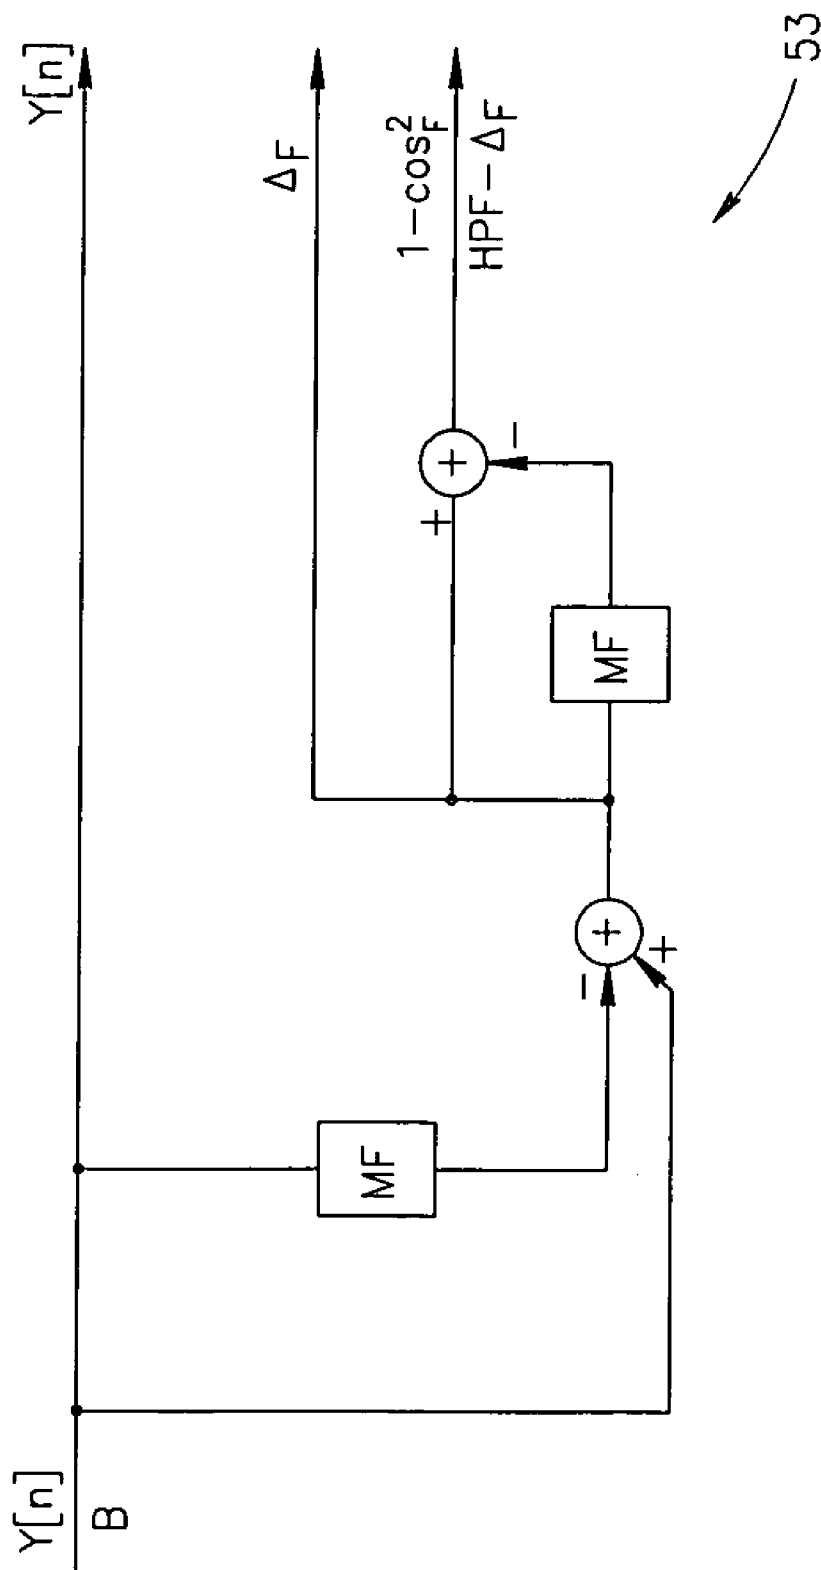 Y[n]
B
Y[n]
MF
−
+
+
ΔF
MF
+
+
−
1−cos²F
HPF−ΔF
53